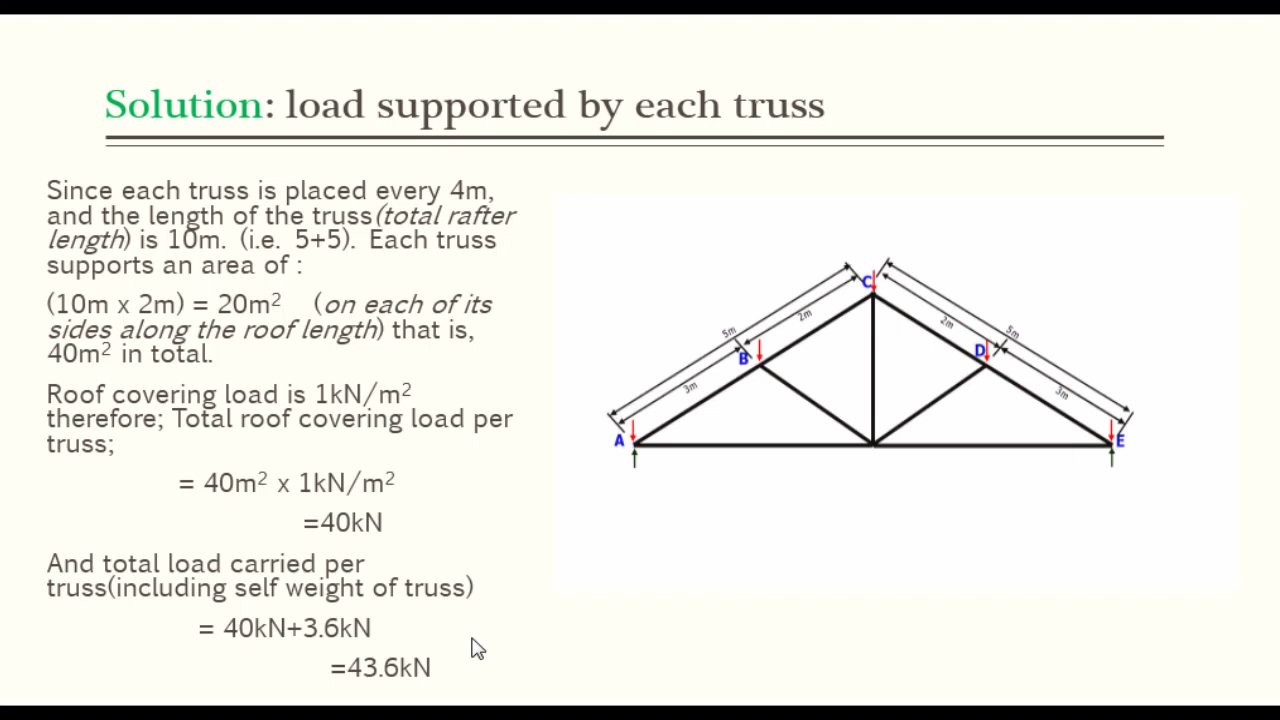 Solution: load supported by each truss
Since each truss is placed every 4m,
and the length of the truss(total rafter
length) is 10m. (i.e. 5+5). Each truss
supports an area of :
(10m x 2m) = 20m² (on each of its
sides along the roof length) that is,
40m² in total.
Roof covering load is 1kN/m²
therefore; Total roof covering load per
truss;
= 40m² x 1kN/m²
=40kN
And total load carried per
truss(including self weight of truss)
= 40kN+3.6kN
=43.6kN
C
5m
2m
2m
5m
B
D
3m
3m
A
E